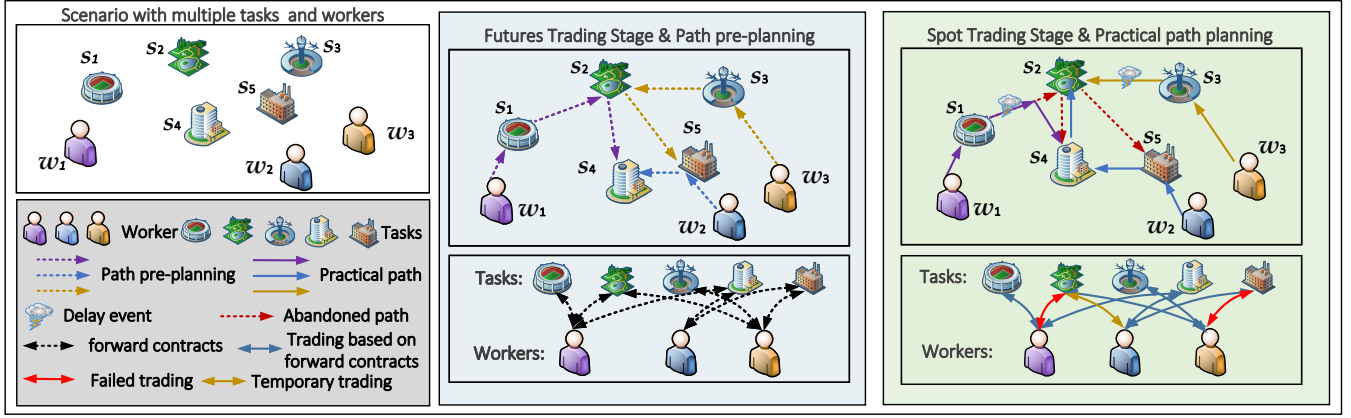 Scenario with multiple tasks and workers
s1
s2
s3
s4
s5
w1
w2
w3
Worker
Tasks
Path pre-planning
Practical path
Delay event
Abandoned path
forward contracts
Trading based on
forward contracts
Failed trading
Temporary trading
Futures Trading Stage & Path pre-planning
s1
s2
s3
s4
s5
w1
w2
w3
Tasks:
Workers:
Spot Trading Stage & Practical path planning
s1
s2
s3
s4
s5
w1
w2
w3
Tasks:
Workers: